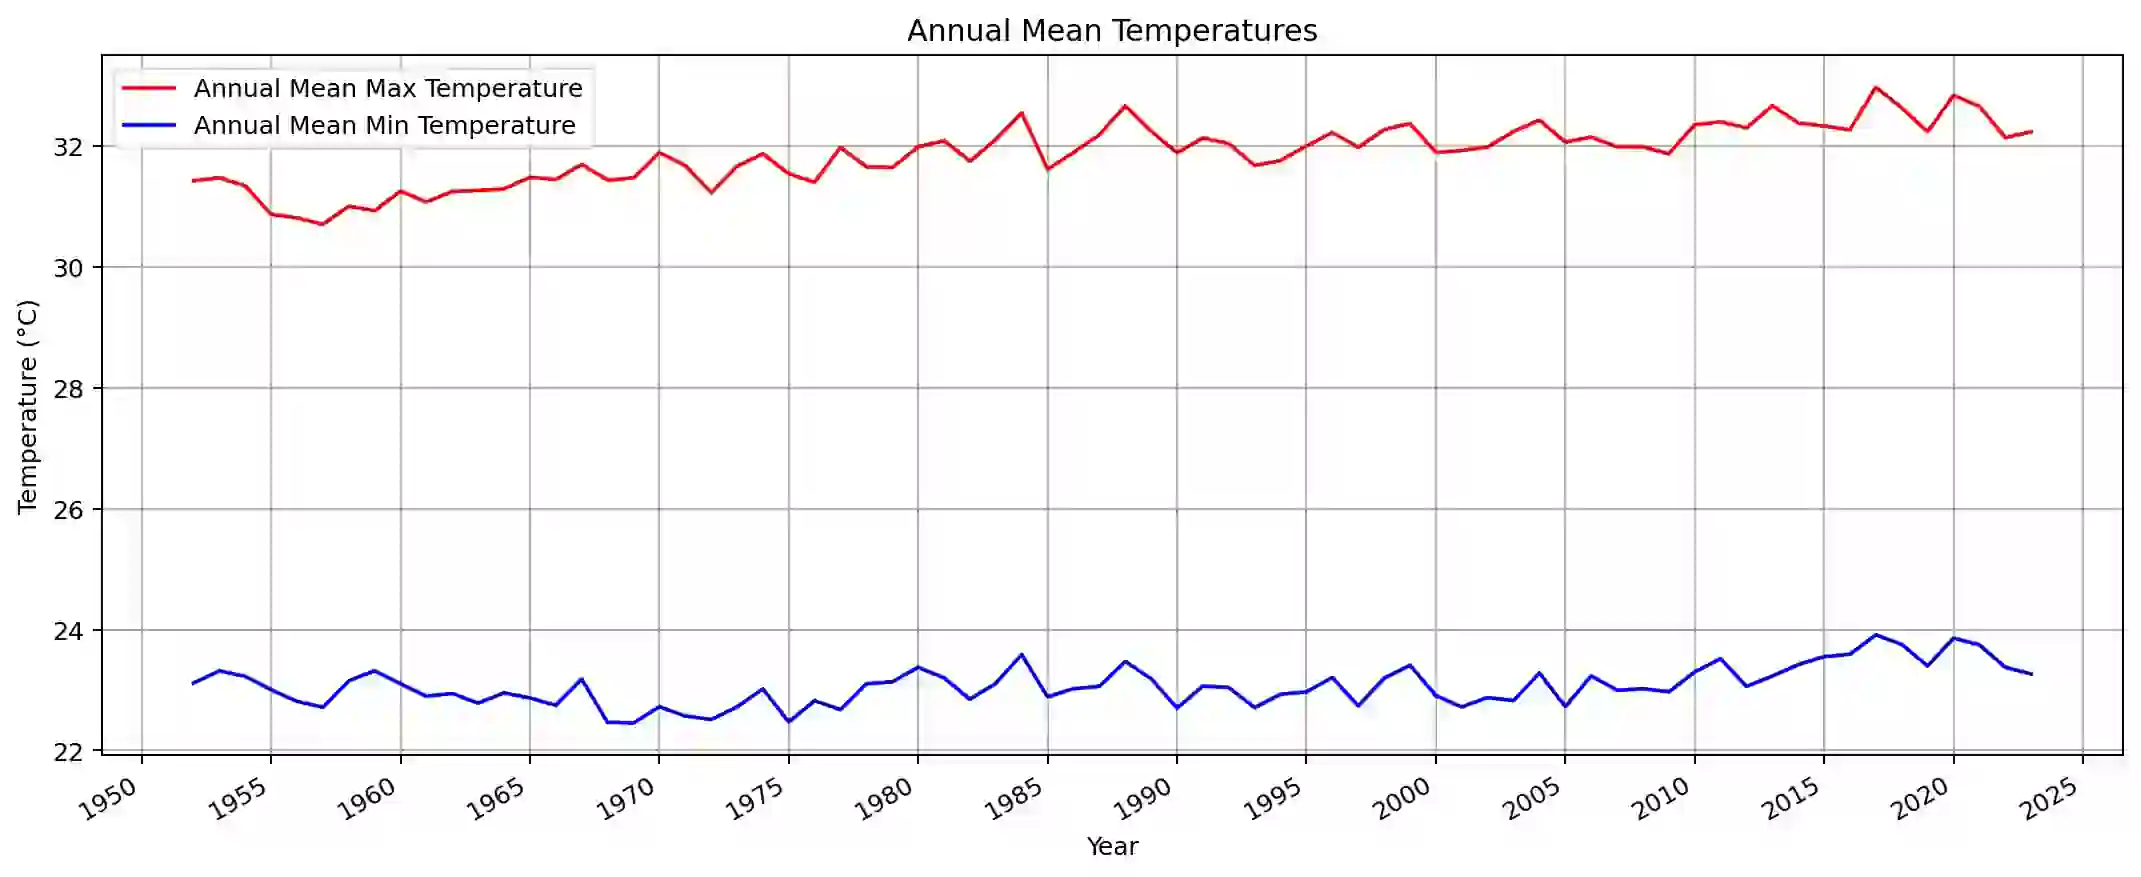 Annual Mean Temperatures
Annual Mean Max Temperature
Annual Mean Min Temperature
Temperature (°C)
32
30
28
26
24
22
1950 1955 1960 1965 1970 1975 1980 1985 1990 1995 2000 2005 2010 2015 2020 2025
Year